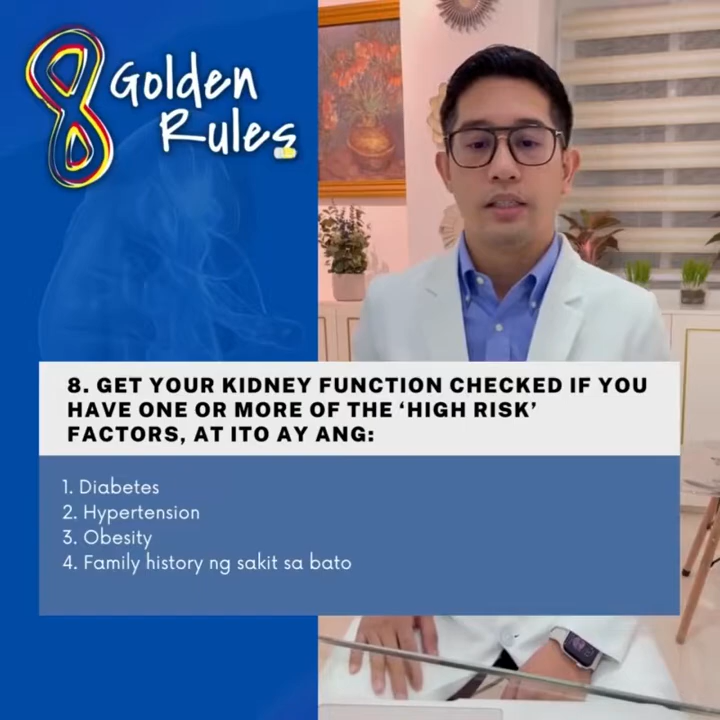 8 Golden
Rules
8. GET YOUR KIDNEY FUNCTION CHECKED IF YOU
HAVE ONE OR MORE OF THE ‘HIGH RISK’
FACTORS, AT ITO AY ANG:
1. Diabetes
2. Hypertension
3. Obesity
4. Family history ng sakit sa bato